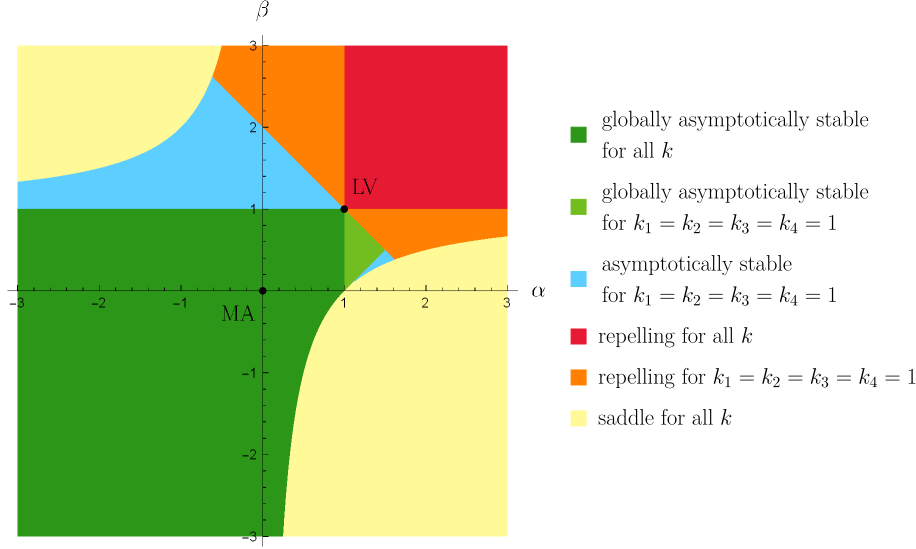 β
3
2
LV
1
MA
−3
−2
−1
1
2
3
α
−1
−2
−3
globally asymptotically stable
for all k
globally asymptotically stable
for k₁ = k₂ = k₃ = k₄ = 1
asymptotically stable
for k₁ = k₂ = k₃ = k₄ = 1
repelling for all k
repelling for k₁ = k₂ = k₃ = k₄ = 1
saddle for all k